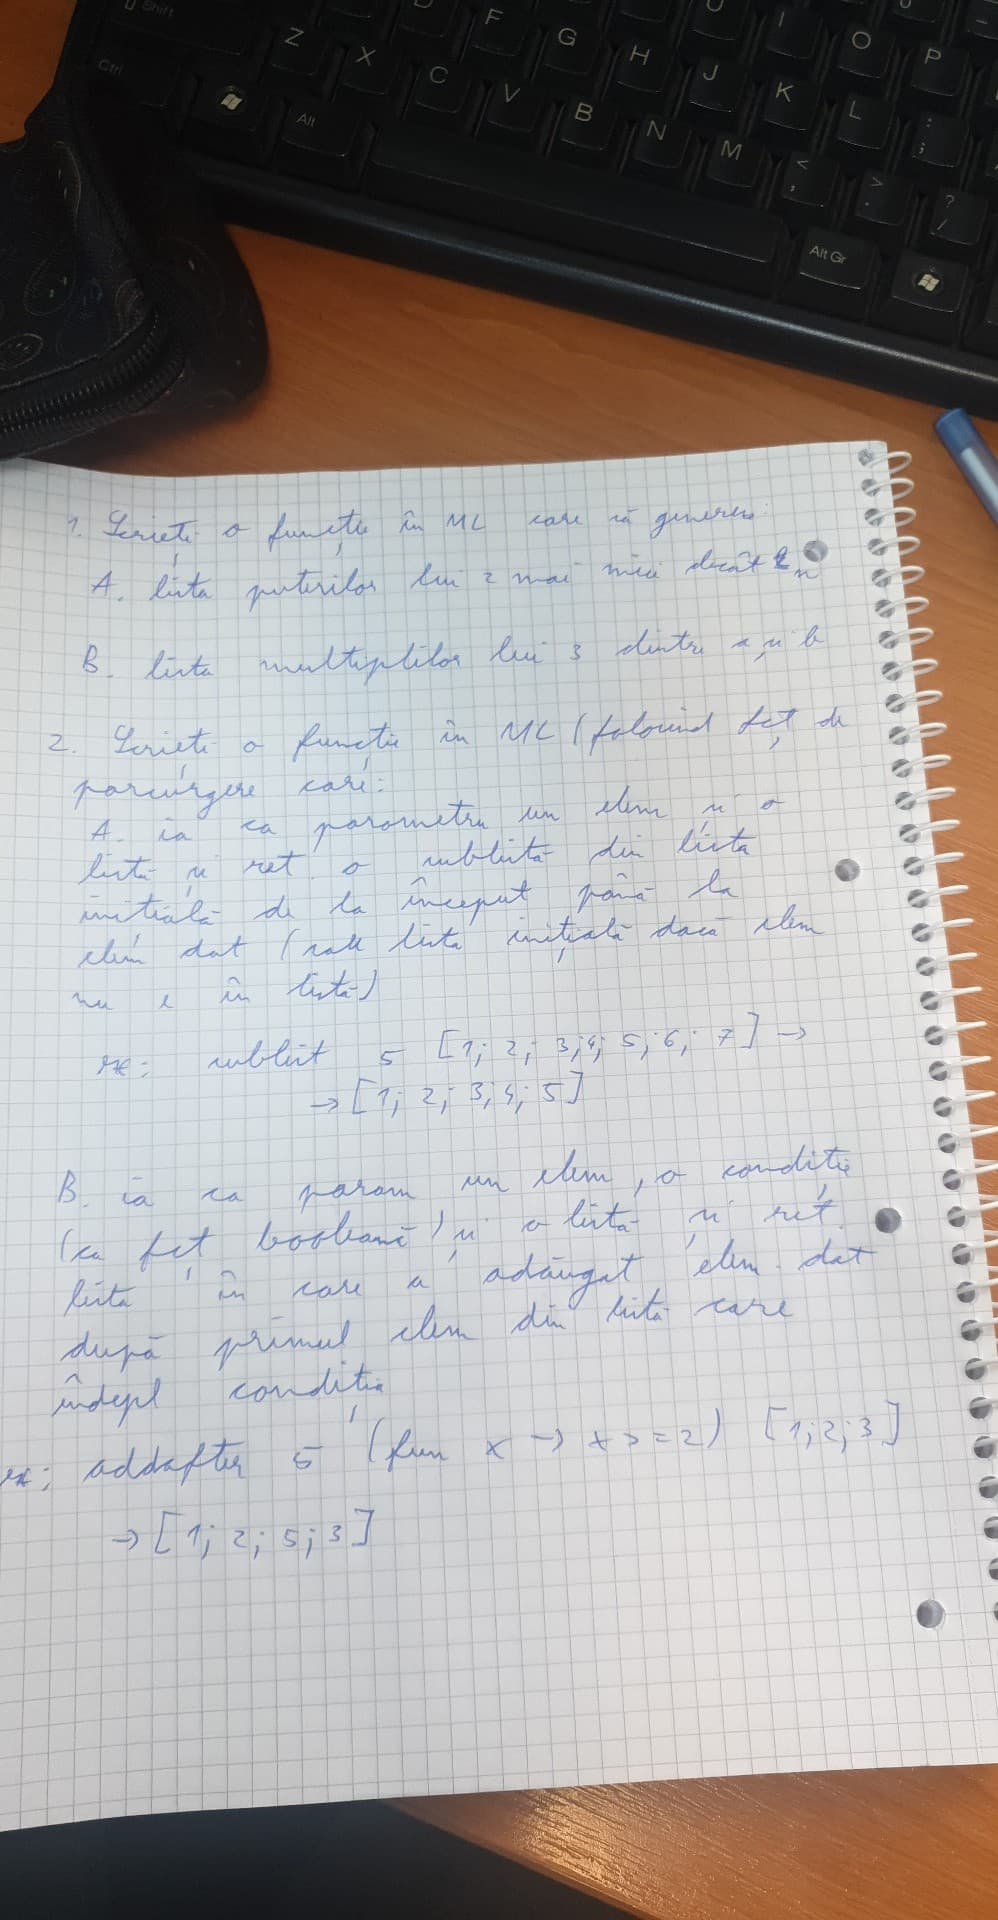 Shift
Ctrl
Z X C V B N M
F G H J K L
U I O P
Alt
Alt Gr
< ,
> .
? /
: ;
1. Scrieți o funcție în ML care să genereze:
A. lista puterilor lui 2 mai mici decât n
B. lista multiplilor lui 3 dintre a și b
2. Scrieți o funcție în ML (folosind fcț de
parcurgere care:
A. ia ca parametru un elem și o
listă și ret. o sublistă din lista
inițială de la început până la
elem dat (sau lista inițială dacă elem
nu e în listă)
ex: sublist 5 [1; 2; 3; 4; 5; 6; 7] →
→ [1; 2; 3; 4; 5]
B. ia ca param un elem, o condiție
(ca fcț booleană) și o listă și ret.
lista în care a adăugat elem. dat
după primul elem din listă care
îndepl condiția
ex: addafter 5 (fun x → x >= 2) [1; 2; 3]
→ [1; 2; 5; 3]